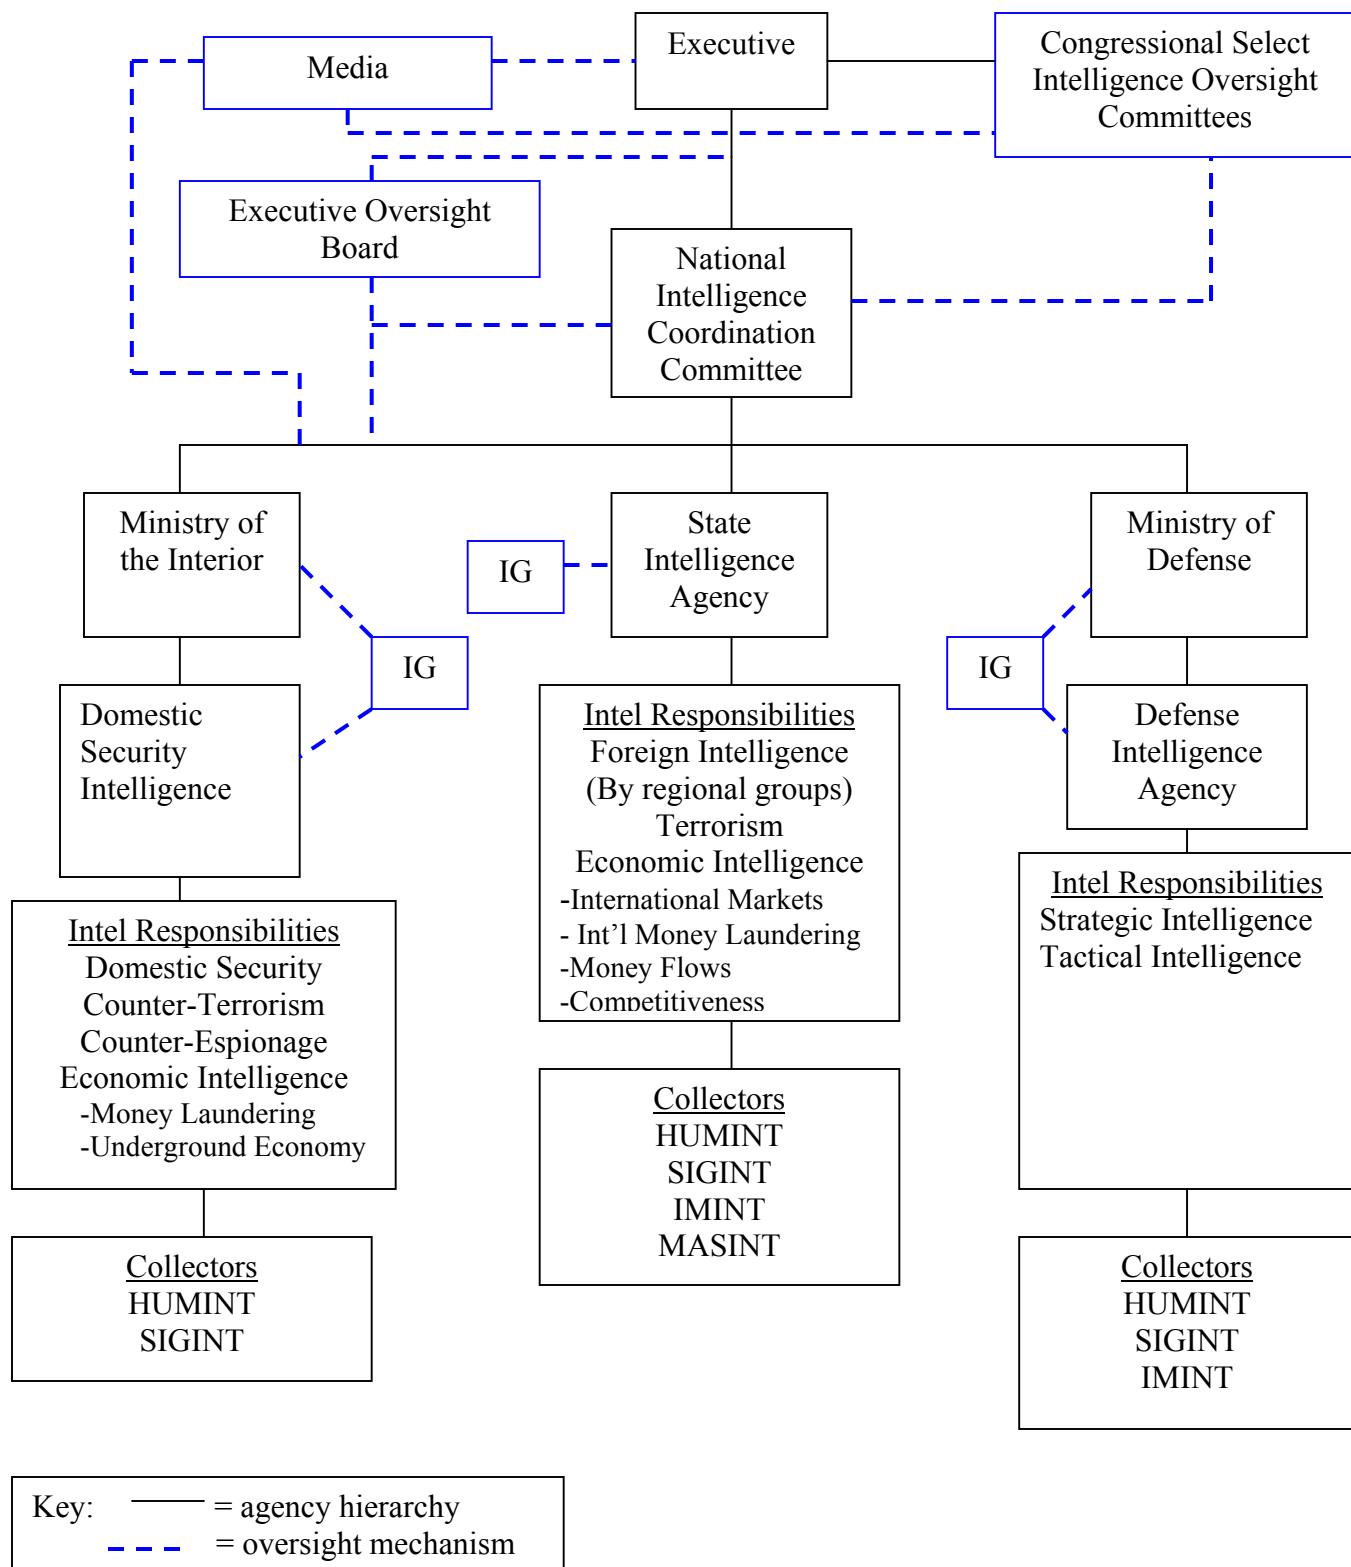 Executive
Media
Congressional Select
Intelligence Oversight
Committees
Executive Oversight
Board
National
Intelligence
Coordination
Committee
Ministry of
the Interior
IG
State
Intelligence
Agency
Ministry of
Defense
IG
IG
Domestic
Security
Intelligence
Intel Responsibilities
Foreign Intelligence
(By regional groups)
Terrorism
Economic Intelligence
-International Markets
- Int'l Money Laundering
-Money Flows
-Competitiveness
Defense
Intelligence
Agency
Intel Responsibilities
Strategic Intelligence
Tactical Intelligence
Intel Responsibilities
Domestic Security
Counter-Terrorism
Counter-Espionage
Economic Intelligence
-Money Laundering
-Underground Economy
Collectors
HUMINT
SIGINT
IMINT
MASINT
Collectors
HUMINT
SIGINT
Collectors
HUMINT
SIGINT
IMINT
Key: = agency hierarchy
= oversight mechanism